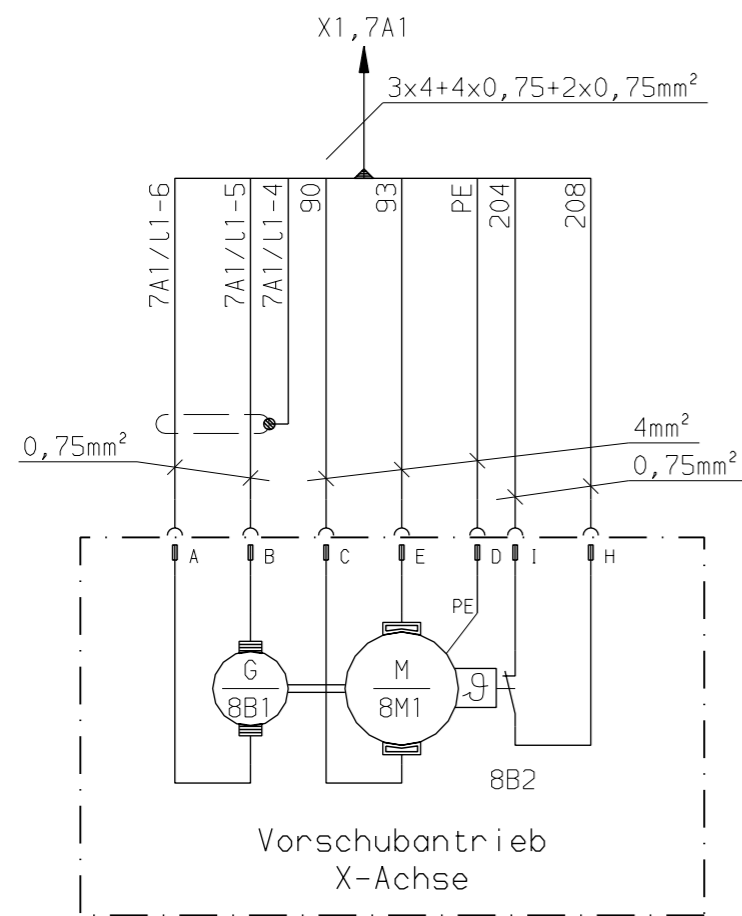 X1,7A1
3x4+4x0,75+2x0,75mm²
7A1/l1-6
7A1/l1-5
7A1/l1-4
90
93
PE
204
208
0,75mm²
4mm²
0,75mm²
A
B
C
E
D
I
H
PE
G
8B1
M
8M1
ϑ
8B2
Vorschubantrieb
X-Achse